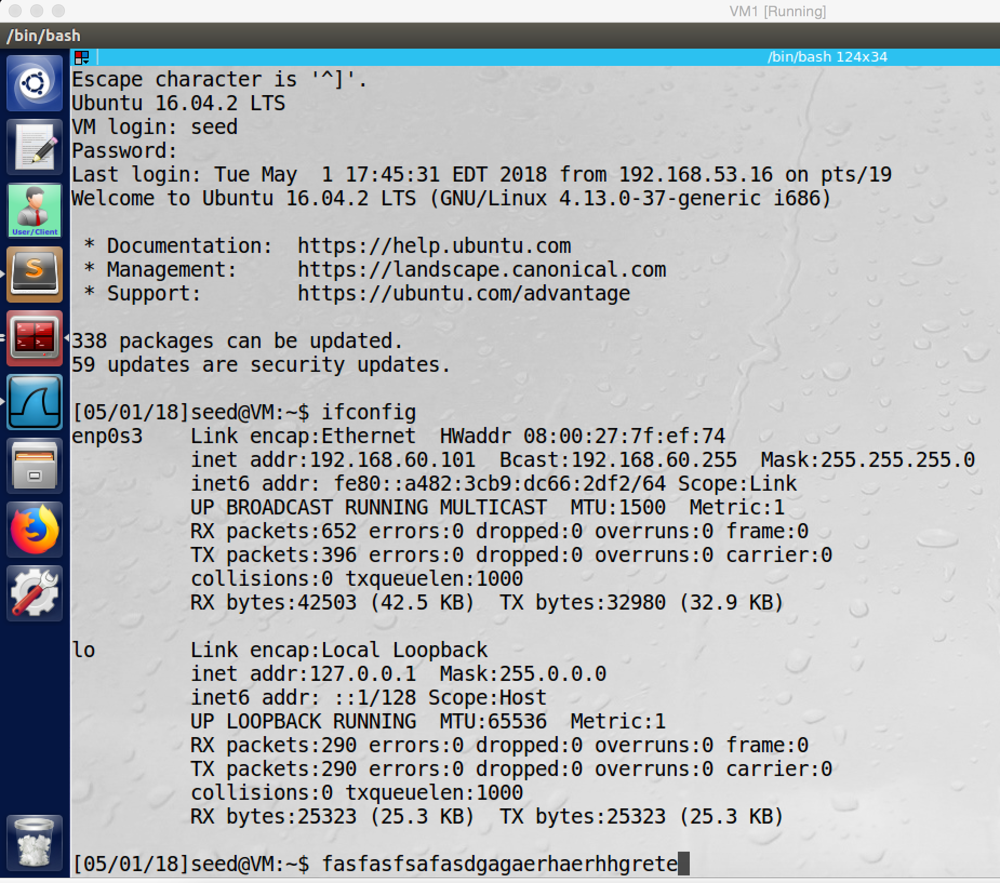 VM1 [Running]
/bin/bash
/bin/bash 124x34
Escape character is '^]'.
Ubuntu 16.04.2 LTS
VM login: seed
Password:
Last login: Tue May  1 17:45:31 EDT 2018 from 192.168.53.16 on pts/19
Welcome to Ubuntu 16.04.2 LTS (GNU/Linux 4.13.0-37-generic i686)
 * Documentation:  https://help.ubuntu.com
 * Management:     https://landscape.canonical.com
 * Support:        https://ubuntu.com/advantage
338 packages can be updated.
59 updates are security updates.
[05/01/18]seed@VM:~$ ifconfig
enp0s3    Link encap:Ethernet  HWaddr 08:00:27:7f:ef:74
          inet addr:192.168.60.101  Bcast:192.168.60.255  Mask:255.255.255.0
          inet6 addr: fe80::a482:3cb9:dc66:2df2/64 Scope:Link
          UP BROADCAST RUNNING MULTICAST  MTU:1500  Metric:1
          RX packets:652 errors:0 dropped:0 overruns:0 frame:0
          TX packets:396 errors:0 dropped:0 overruns:0 carrier:0
          collisions:0 txqueuelen:1000
          RX bytes:42503 (42.5 KB)  TX bytes:32980 (32.9 KB)
lo        Link encap:Local Loopback
          inet addr:127.0.0.1  Mask:255.0.0.0
          inet6 addr: ::1/128 Scope:Host
          UP LOOPBACK RUNNING  MTU:65536  Metric:1
          RX packets:290 errors:0 dropped:0 overruns:0 frame:0
          TX packets:290 errors:0 dropped:0 overruns:0 carrier:0
          collisions:0 txqueuelen:1000
          RX bytes:25323 (25.3 KB)  TX bytes:25323 (25.3 KB)
[05/01/18]seed@VM:~$ fasfasfsafasdgagaerhaerhhgrete
User/Client